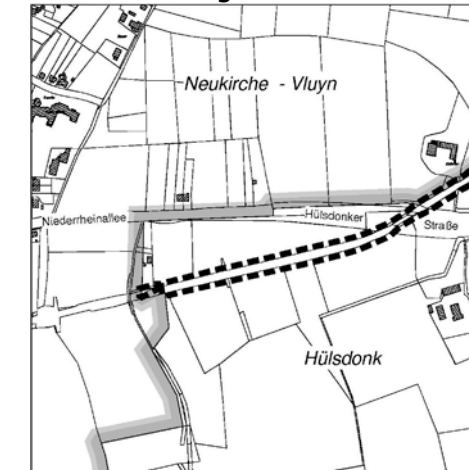 Neukirche - Vluyn
Niederrheinallee
Hülsdonker
Straße
Hülsdonk